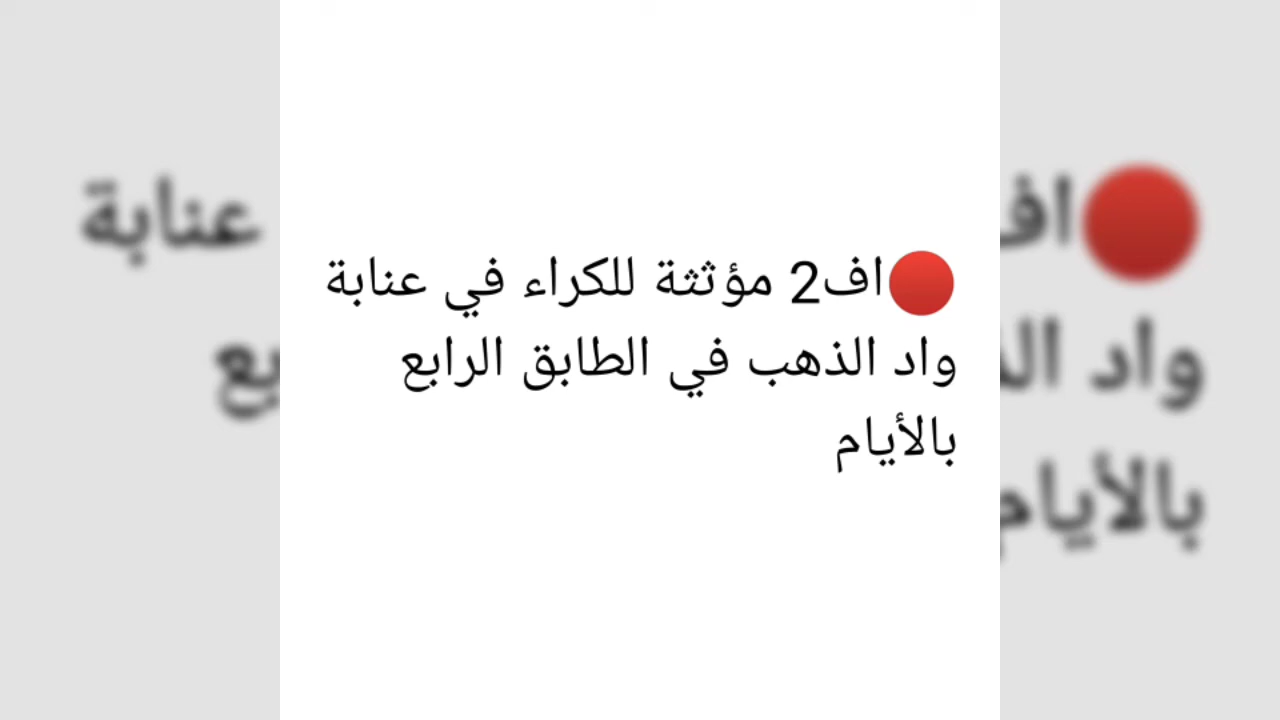 🔴اف2 مؤثثة للكراء في عنابة
واد الذهب في الطابق الرابع
بالأيام